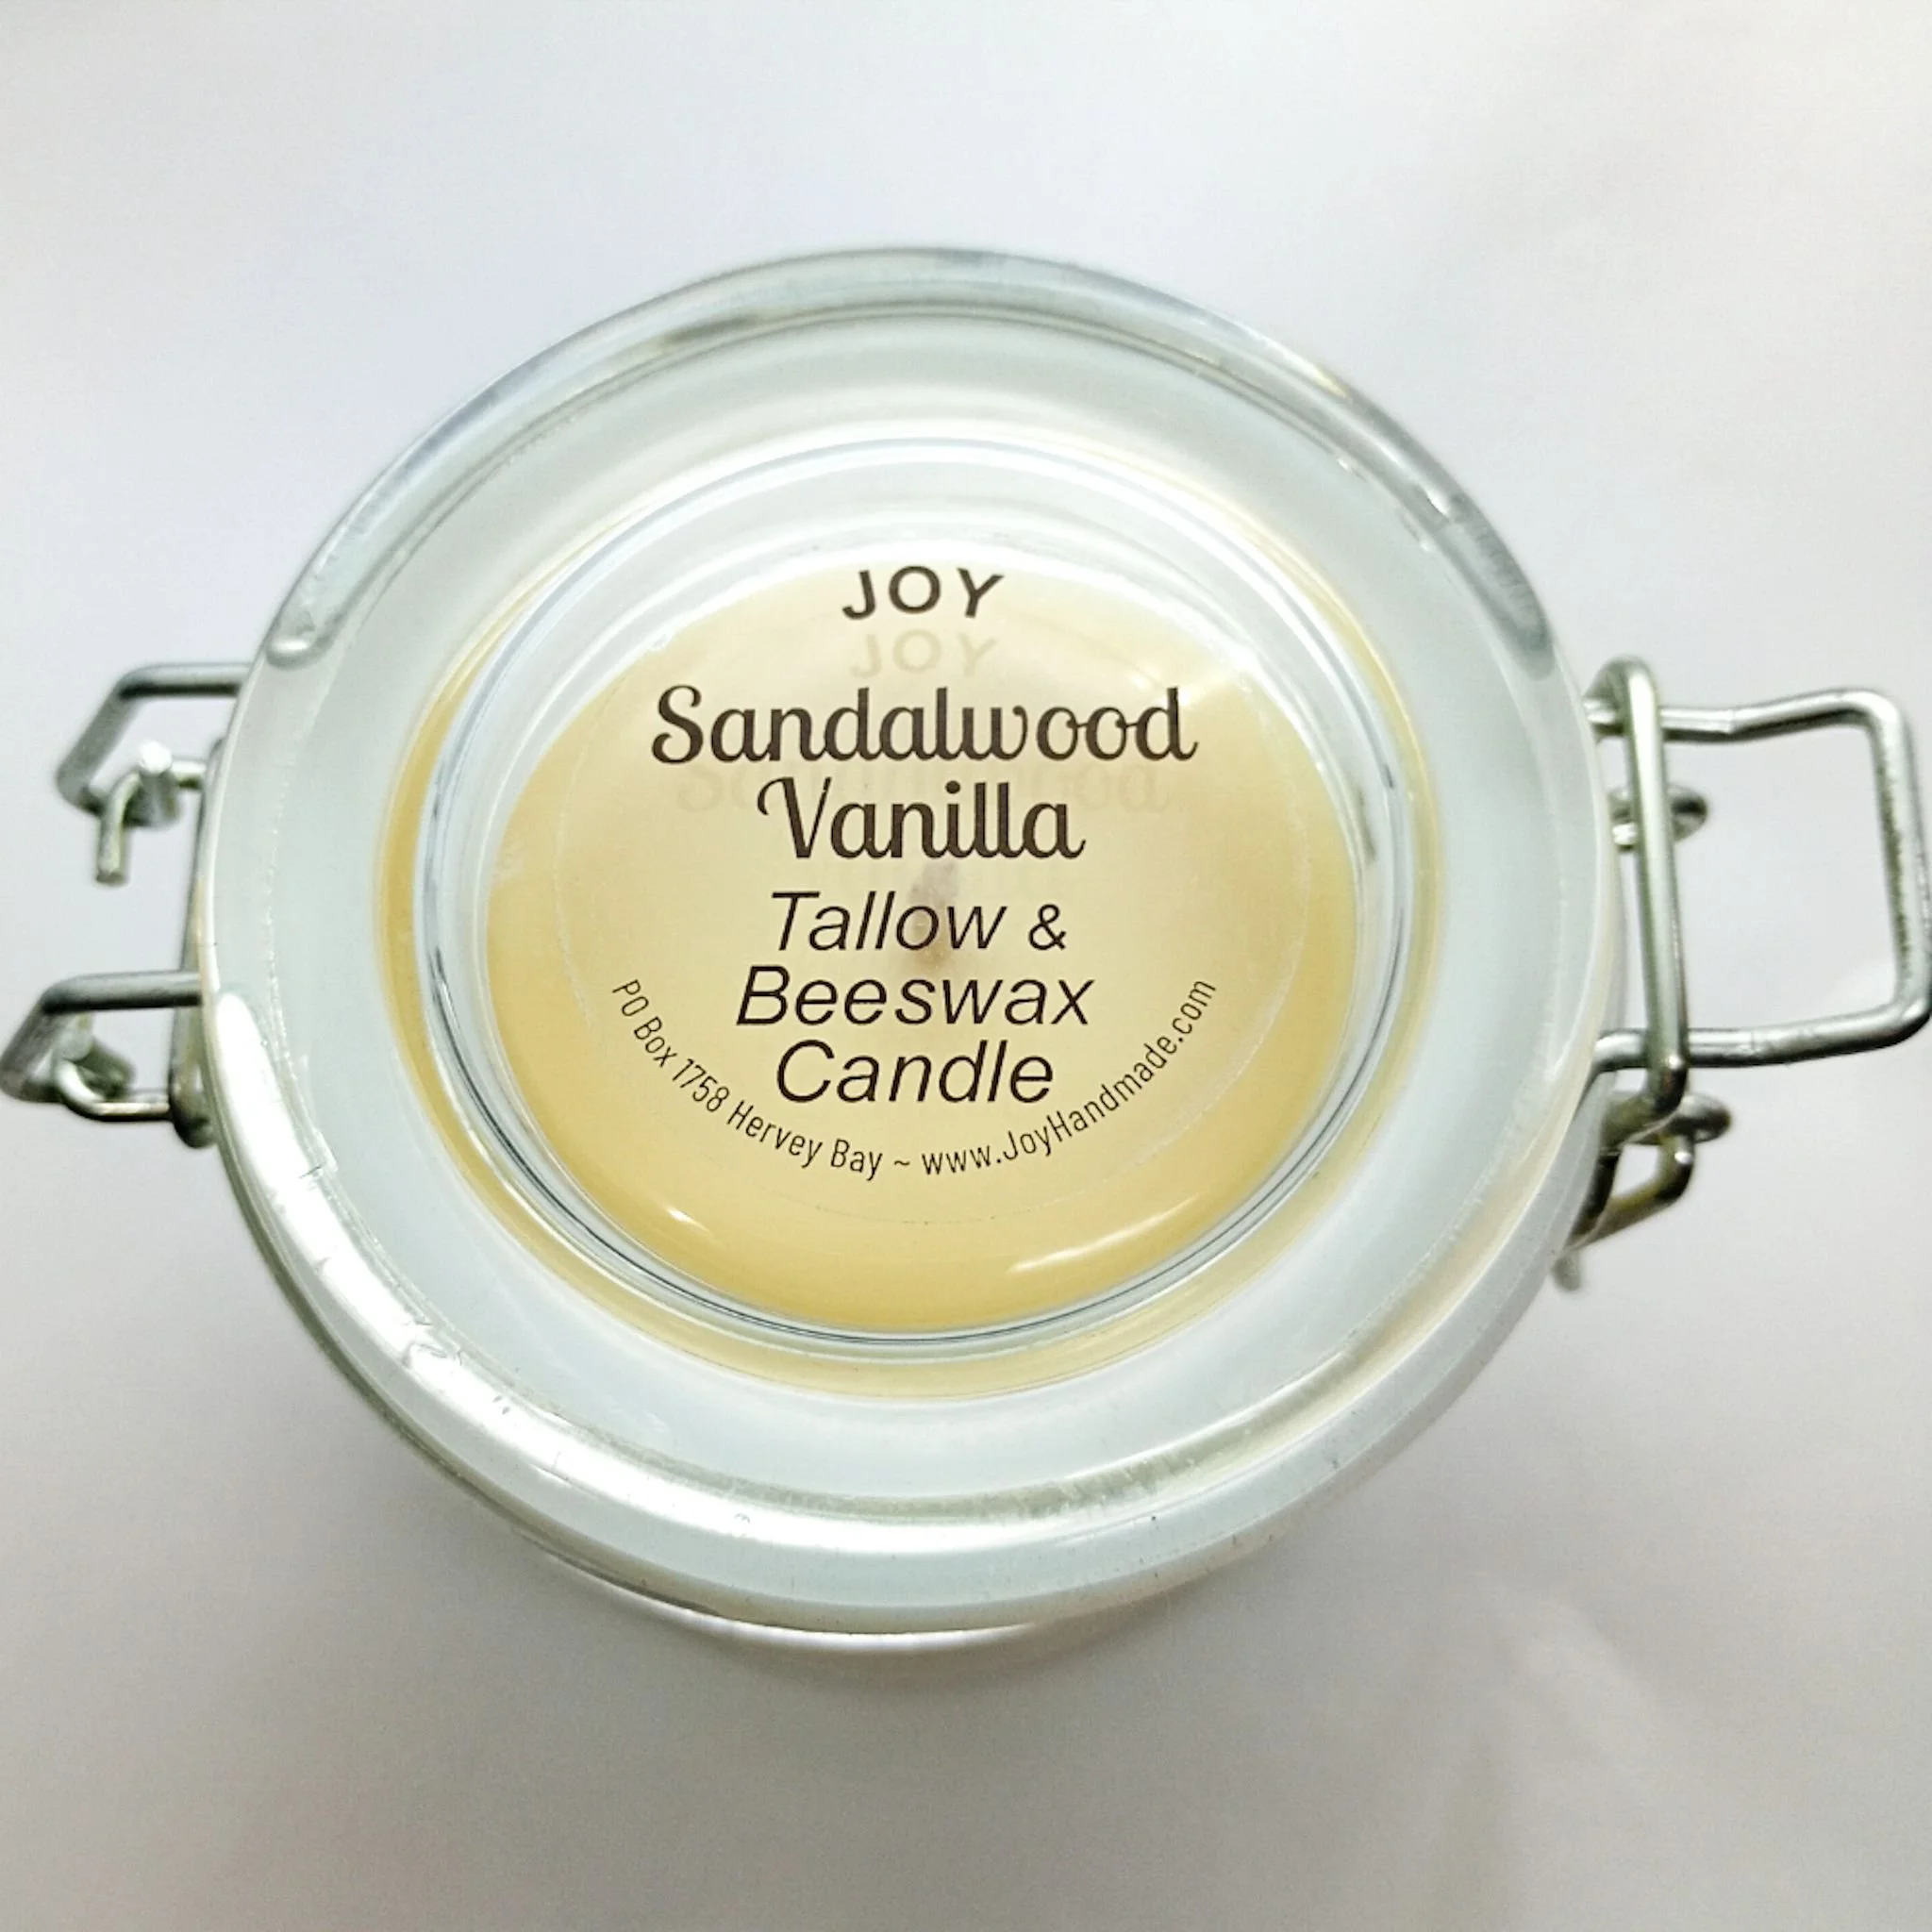 JOY
Sandalwood
Vanilla
Tallow &
Beeswax
Candle
PO Box 1758 Hervey Bay ~ www.JoyHandmade.com